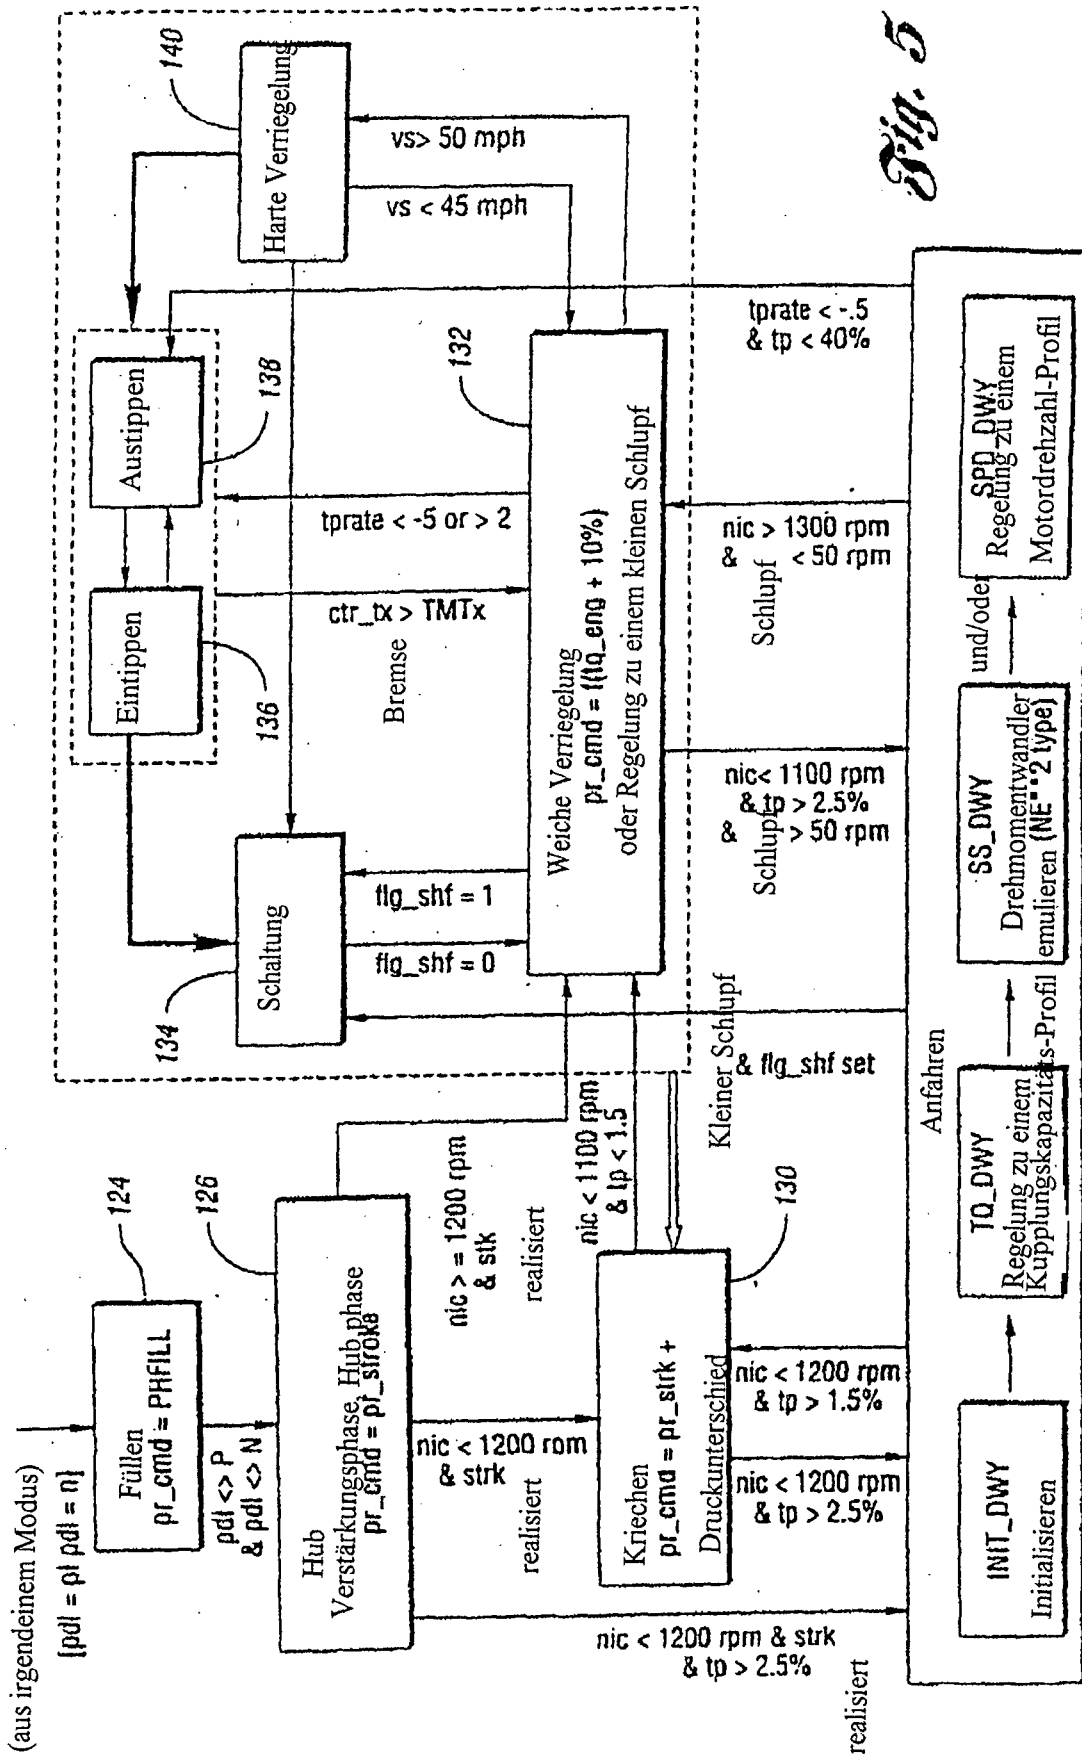 (aus irgendeinem Modus)
[pdl = pl pdl = n]
Füllen
pr_cmd = PRFILL
124
pdl <> P
& pdl <> N
Hub
Verstärkungsphase, Hub phase
pr_cmd = pr_stroke
126
nic > = 1200 rpm
& stk
realisiert
nic < 1200 rpm
& strk
realisiert
nic < 1200 rpm & strk
& tp > 2.5%
realisiert
Kriechen
pr_cmd = pr_strk +
Druckunterschied
130
nic < 1100 rpm
& tp < 1.5
nic < 1200 rpm
& tp > 1.5%
nic < 1200 rpm
& tp > 2.5%
Kleiner Schlupf
& flg_shf set
Schaltung
134
flg_shf = 1
flg_shf = 0
Eintippen
136
Austippen
138
Harte Verriegelung
140
vs> 50 mph
vs < 45 mph
tprate < -5 or > 2
ctr_tx > TMTx
Bremse
Weiche Verriegelung
pr_cmd = f(tq_eng + 10%)
oder Regelung zu einem kleinen Schlupf
132
tprate < -.5
& tp < 40%
nic > 1300 rpm
& < 50 rpm
Schlupf
nic< 1100 rpm
& tp > 2.5%
& > 50 rpm
Schlupf
Anfahren
INIT_DWY
Initialisieren
TQ_DWY
Regelung zu einem
Kupplungskapazitäts-Profil
SS_DWY
Drehmomentwandler
emulieren (NE**2 type)
und/oder
SPD_DWY
Regelung zu einem
Motordrehzahl-Profil
Fig. 5